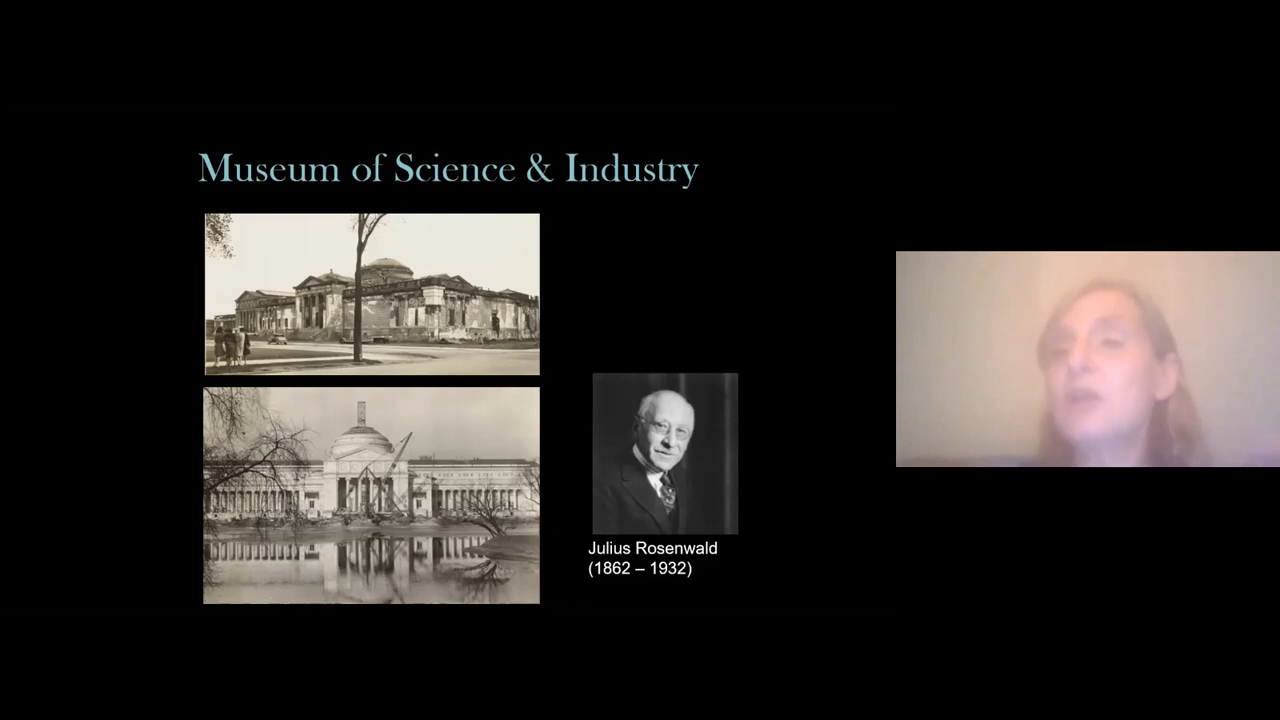 Museum of Science & Industry
Julius Rosenwald
(1862 – 1932)